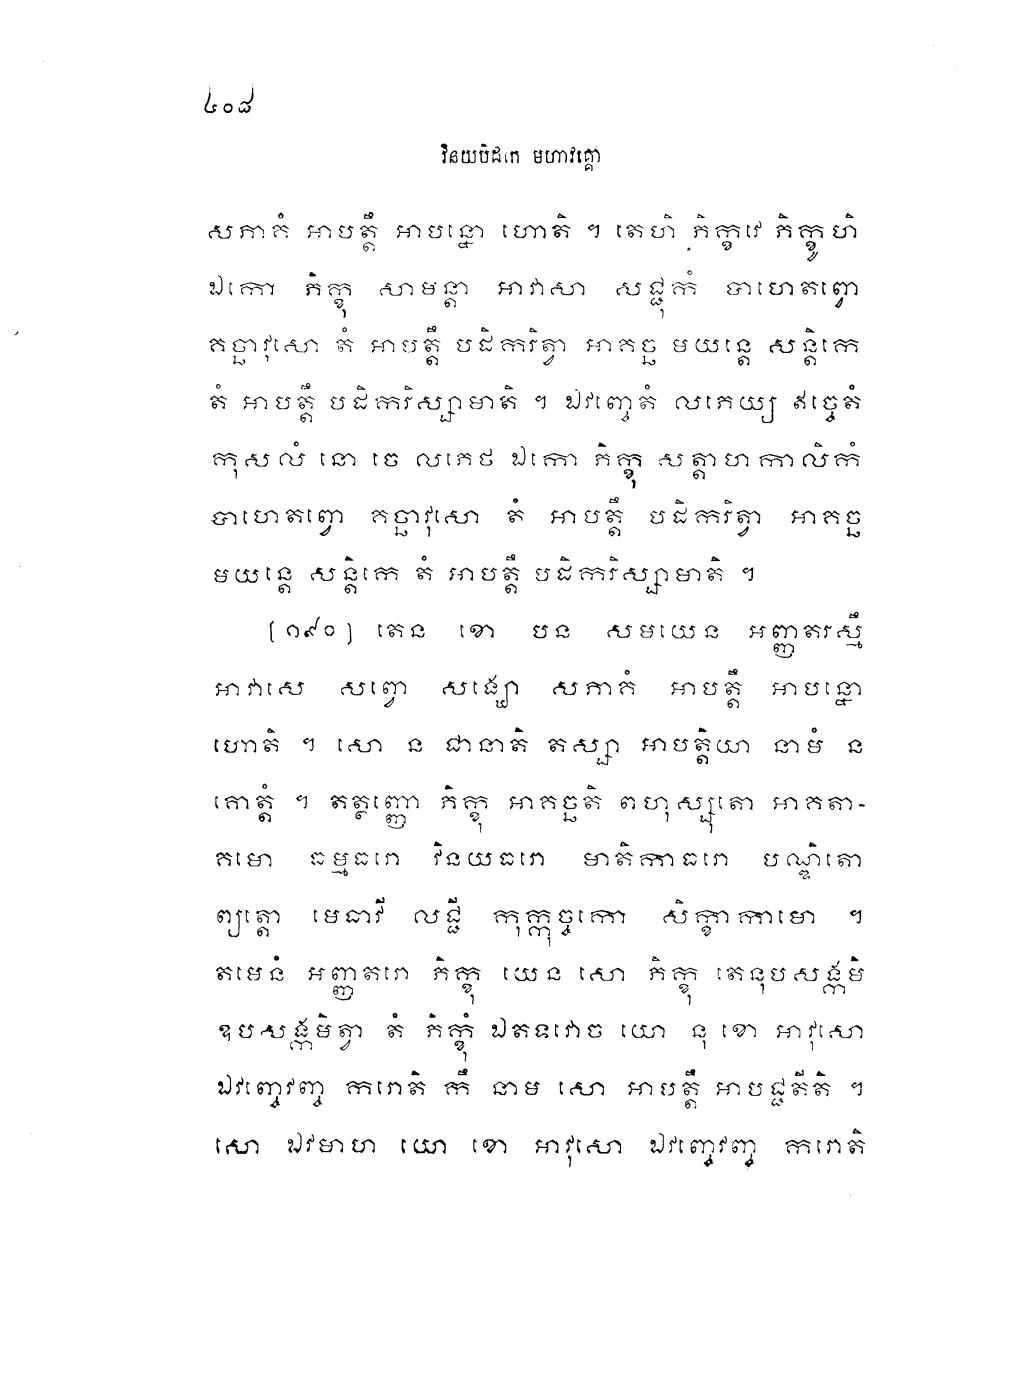 ៤០៨
វិនយបិដកេ មហាវគ្គោ
សភាគំ អាបត្តឹ អាបន្នោ ហោតិ ។ តេហិ ភិក្ខវេ ភិក្ខូហិ
ឯកោ ភិក្ខុ សាមន្តា អាវាសា សជ្ជុកំ បាហេតព្វោ
គច្ឆាវុសោ តំ អាបត្តឹ បដិការិត្វា អាគច្ឆ មយន្តេ សន្តិកេ
តំ អាបត្តឹ បដិការិស្សាមាតិ ។ ឯវញ្ចេតំ លភេយ្យ ឥច្ចេតំ
កុសលំ នោ ចេ លភេថ ឯកោ ភិក្ខុ សត្តាហកាលិកំ
បាហេតព្វោ គច្ឆាវុសោ តំ អាបត្តឹ បដិការិត្វា អាគច្ឆ
មយន្តេ សន្តិកេ តំ អាបត្តឹ បដិការិស្សាមាតិ ។
(១៩០) តេន ខោ បន សមយេន អញ្ញតរស្មឹ
អាវាសេ សព្វោ សង្ឃោ សភាគំ អាបត្តឹ អាបន្នោ
ហោតិ ។ សោ ន ជានាតិ តស្សា អាបត្តិយា នាមំ ន
គោត្តំ ។ តត្ថញ្ញោ ភិក្ខុ អាគច្ឆតិ ពហុស្សុតោ អាគតា-
គមោ ធម្មធរោ វិនយធរោ មាតិកាធរោ បណ្ឌិតោ
ព្យត្តោ មេធាវី លជ្ជី កុក្កុច្ចកោ សិក្ខាកាមោ ។
តមេនំ អញ្ញតរោ ភិក្ខុ យេន សោ ភិក្ខុ តេនុបសង្កមិ
ឧបសង្កមិត្វា តំ ភិក្ខុំ ឯតទវោច យោ នុ ខោ អាវុសោ
ឯវញ្ចេវញ្ច ករោតិ កឹ នាម សោ អាបត្តឹ អាបជ្ជតីតិ ។
សោ ឯវមាហ យោ ខោ អាវុសោ ឯវញ្ចេវញ្ច ករោតិ